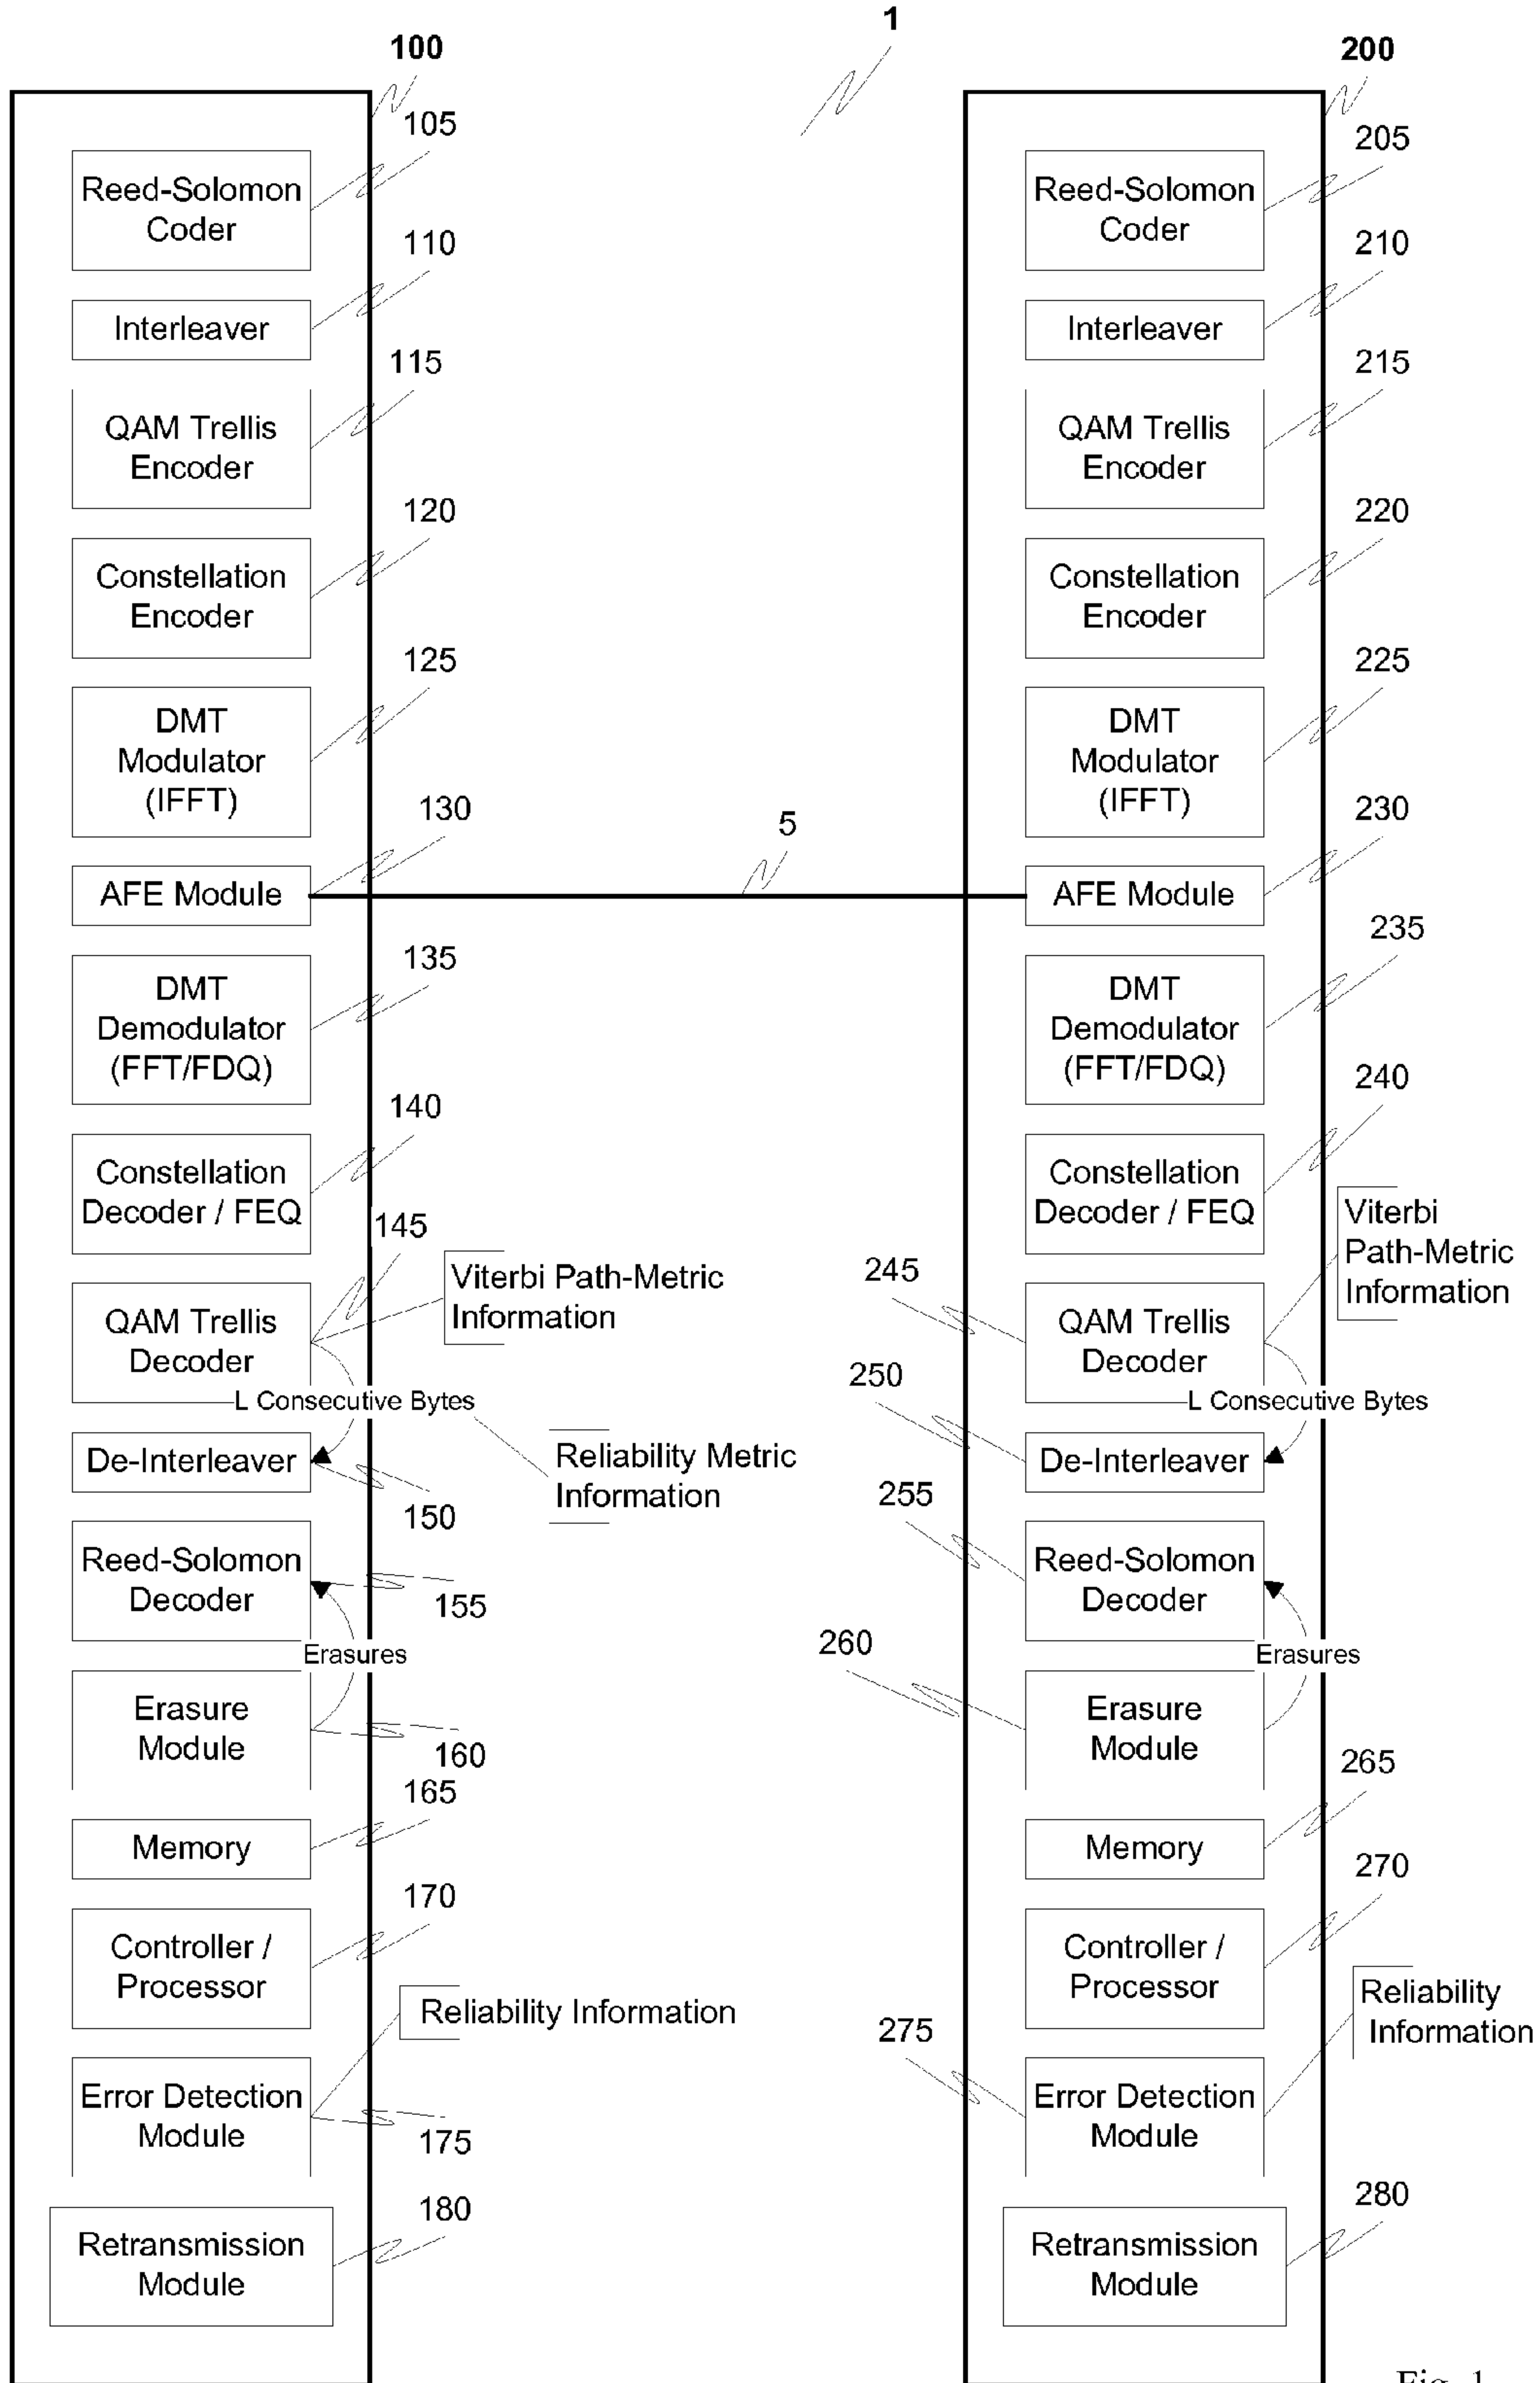 1
100
200
105
Reed-Solomon
Coder
110
Interleaver
115
QAM Trellis
Encoder
120
Constellation
Encoder
125
DMT
Modulator
(IFFT)
130
AFE Module
5
135
DMT
Demodulator
(FFT/FDQ)
140
Constellation
Decoder / FEQ
145
Viterbi Path-Metric
Information
QAM Trellis
Decoder
L Consecutive Bytes
De-Interleaver
Reliability Metric
Information
150
Reed-Solomon
Decoder
155
Erasures
Erasure
Module
160
165
Memory
170
Controller /
Processor
Reliability Information
Error Detection
Module
175
180
Retransmission
Module
205
Reed-Solomon
Coder
210
Interleaver
215
QAM Trellis
Encoder
220
Constellation
Encoder
225
DMT
Modulator
(IFFT)
230
AFE Module
235
DMT
Demodulator
(FFT/FDQ)
240
Constellation
Decoder / FEQ
Viterbi
Path-Metric
Information
245
QAM Trellis
Decoder
L Consecutive Bytes
250
De-Interleaver
255
Reed-Solomon
Decoder
Erasures
260
Erasure
Module
265
Memory
270
Controller /
Processor
Reliability
Information
275
Error Detection
Module
280
Retransmission
Module
Fig. 1